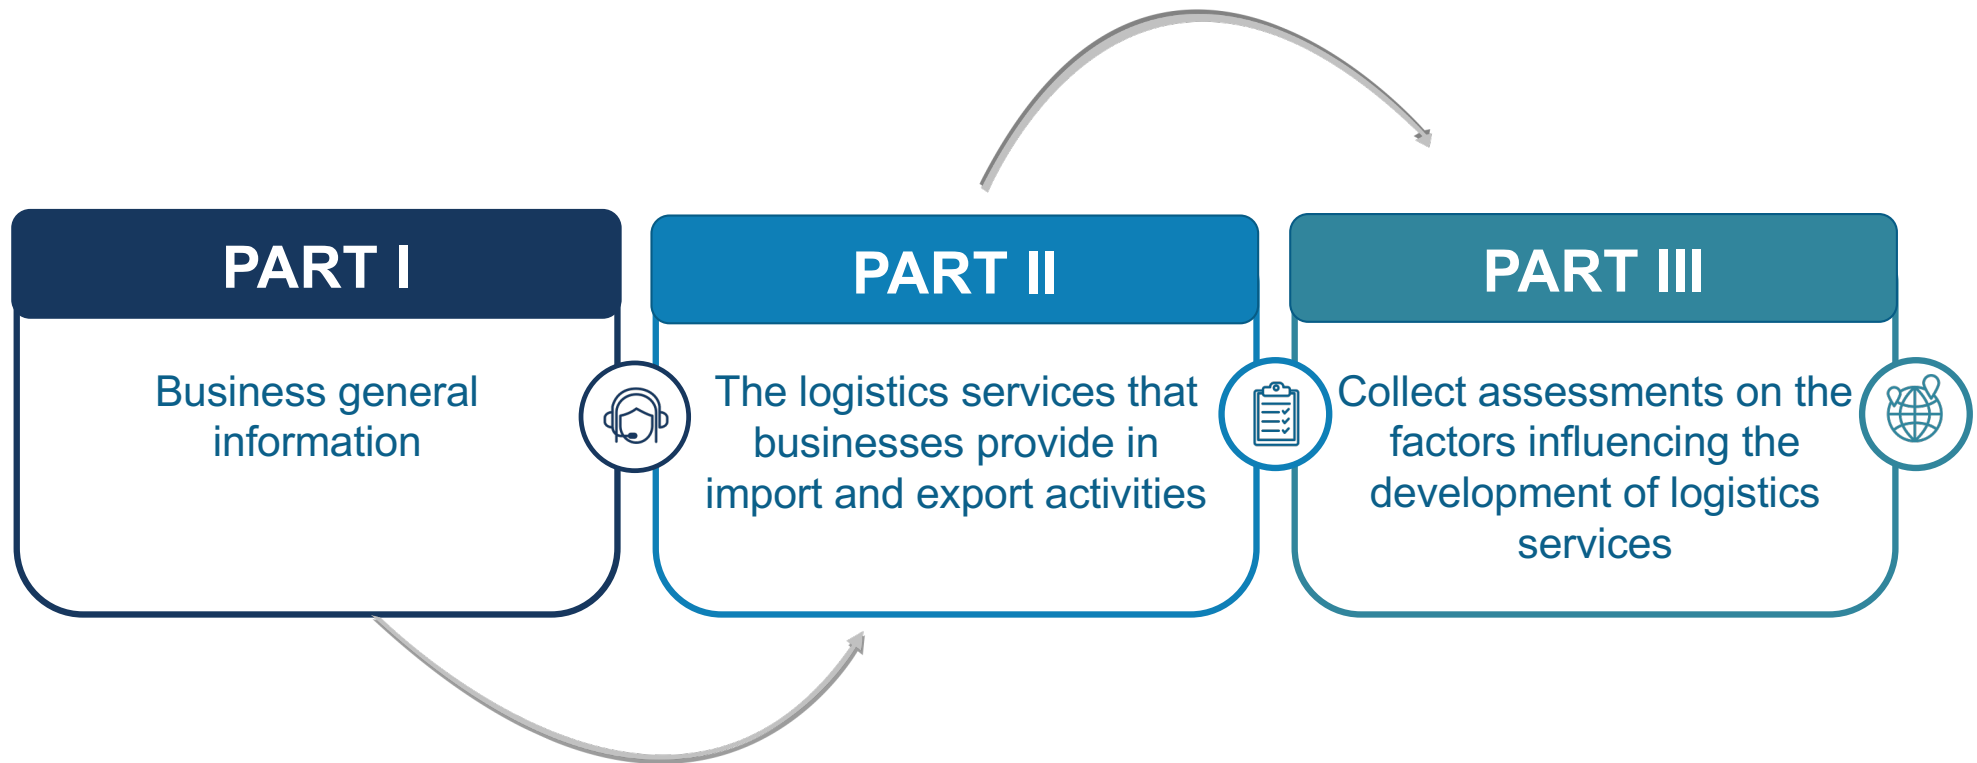 PART I
Business general
information
PART II
The logistics services that
businesses provide in
import and export activities
PART III
Collect assessments on the
factors influencing the
development of logistics
services